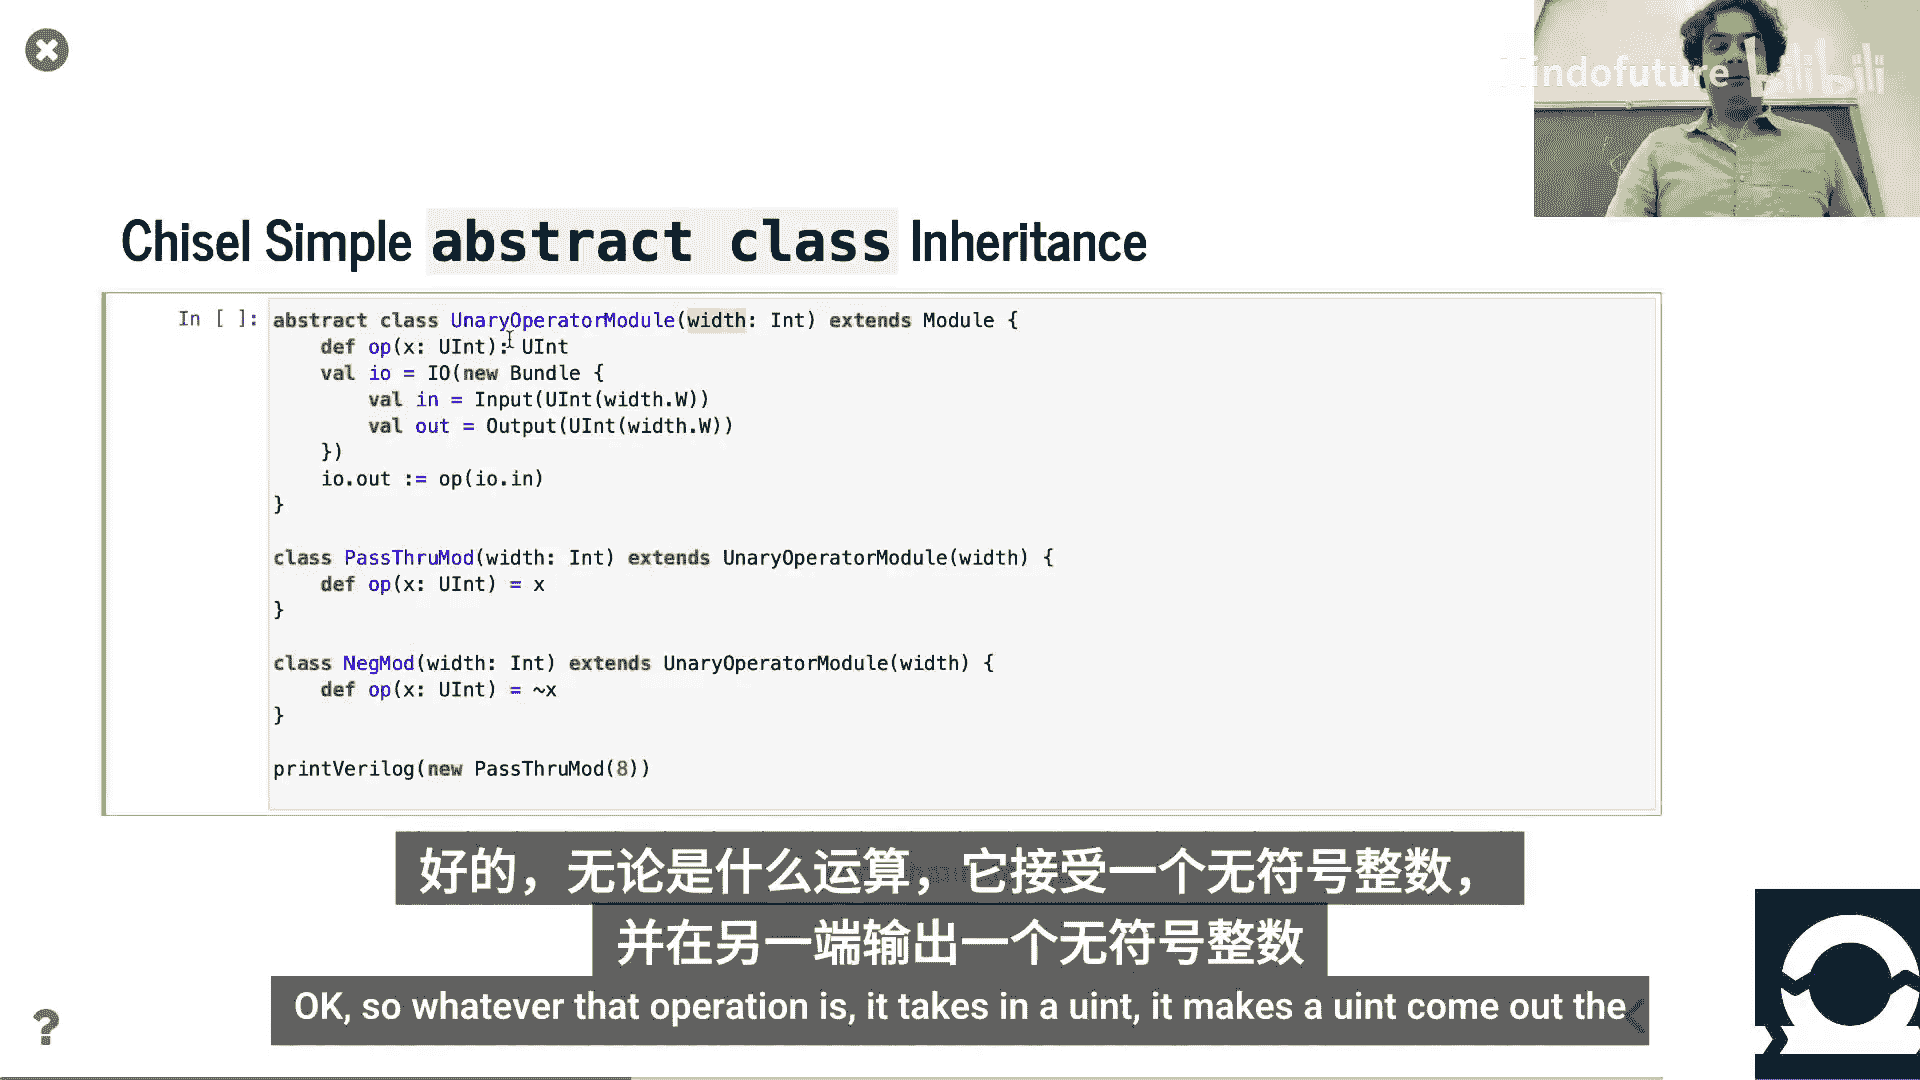 indofuture bilibili
Chisel Simple abstract class Inheritance
In [ ]:
abstract class UnaryOperatorModule(width: Int) extends Module {
    def op(x: UInt): UInt
    val io = IO(new Bundle {
        val in = Input(UInt(width.W))
        val out = Output(UInt(width.W))
    })
    io.out := op(io.in)
}
class PassThruMod(width: Int) extends UnaryOperatorModule(width) {
    def op(x: UInt) = x
}
class NegMod(width: Int) extends UnaryOperatorModule(width) {
    def op(x: UInt) = ~x
}
printVerilog(new PassThruMod(8))
好的，无论是什么运算，它接受一个无符号整数，
并在另一端输出一个无符号整数
OK, so whatever that operation is, it takes in a uint, it makes a uint come out the
?